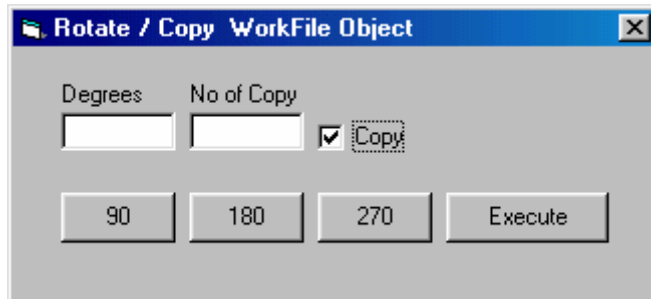 Rotate / Copy WorkFile Object
Degrees No of Copy
Copy
90 180 270 Execute